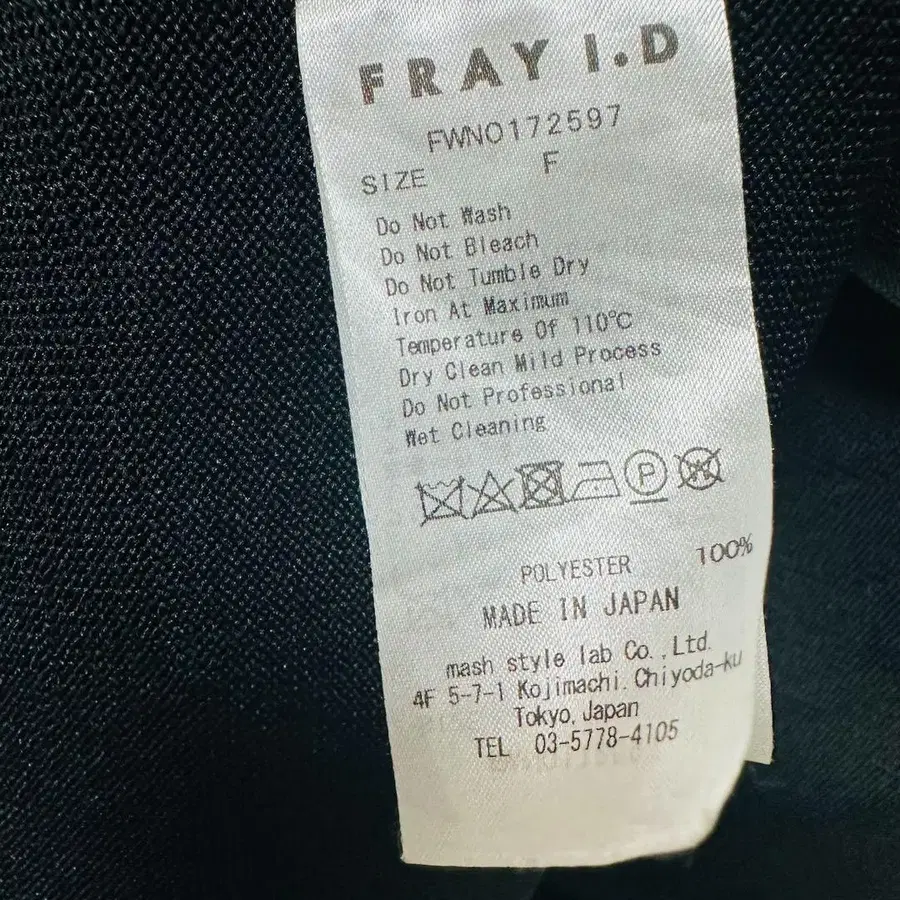 FRAY I.D
FWNO172597
SIZE F
Do Not Wash
Do Not Bleach
Do Not Tumble Dry
Iron At Maximum
Temperature Of 110℃
Dry Clean Mild Process
Do Not Professional
Wet Cleaning
P
POLYESTER 100%
MADE IN JAPAN
mash style lab Co.,Ltd.
4F 5-7-1 Kojimachi. Chiyoda-ku
Tokyo, Japan
TEL 03-5778-4105